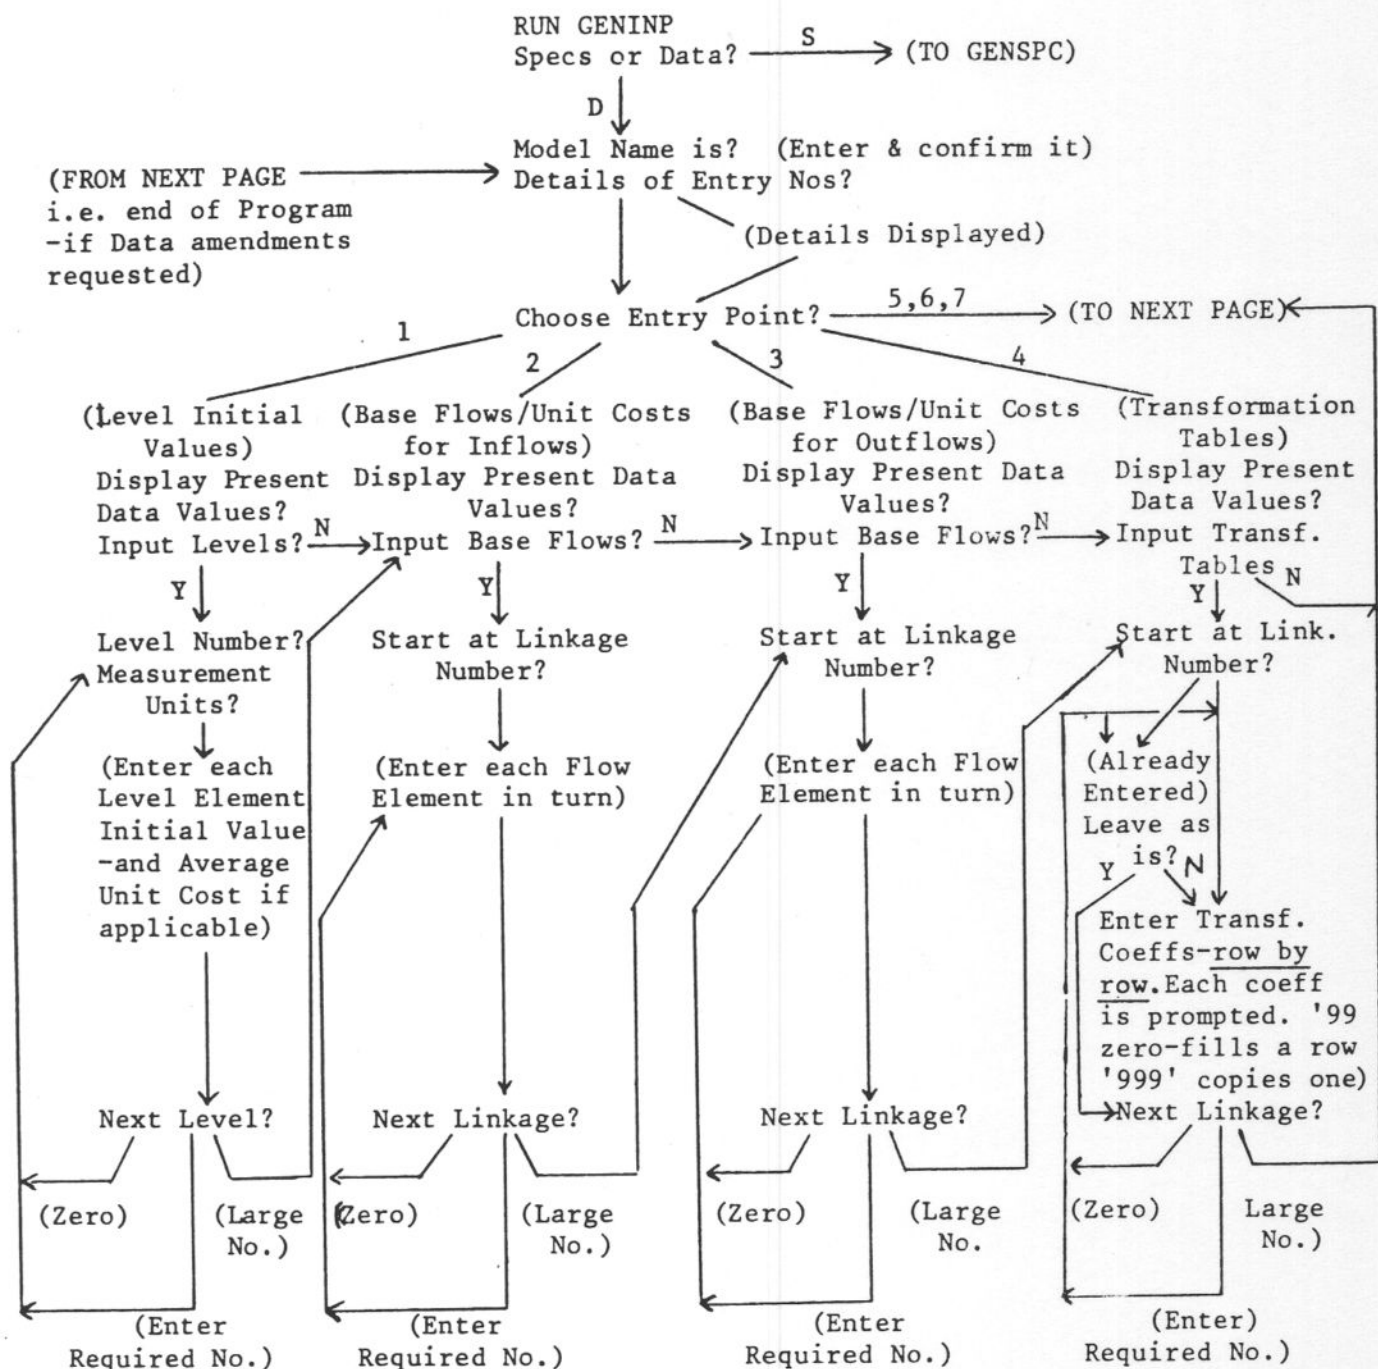 RUN GENINP
Specs or Data?
S
(TO GENSPC)
D
Model Name is? (Enter & confirm it)
Details of Entry Nos?
(FROM NEXT PAGE
i.e. end of Program
-if Data amendments
requested)
(Details Displayed)
Choose Entry Point?
5,6,7
(TO NEXT PAGE)
1
2
3
4
(Level Initial
Values)
Display Present
Data Values?
Input Levels?
N
Y
Level Number?
Measurement
Units?
(Enter each
Level Element
Initial Value
-and Average
Unit Cost if
applicable)
Next Level?
(Zero)
(Large
No.)
(Enter
Required No.)
(Base Flows/Unit Costs
for Inflows)
Display Present Data
Values?
Input Base Flows?
N
Y
Start at Linkage
Number?
(Enter each Flow
Element in turn)
Next Linkage?
(Zero)
(Large
No.)
(Enter
Required No.)
(Base Flows/Unit Costs
for Outflows)
Display Present Data
Values?
Input Base Flows?
N
Y
Start at Linkage
Number?
(Enter each Flow
Element in turn)
Next Linkage?
(Zero)
(Large
No.
(Enter
Required No.)
(Transformation
Tables)
Display Present
Data Values?
Input Transf.
Tables
N
Y
Start at Link.
Number?
(Already
Entered)
Leave as
is?
Y
N
Enter Transf.
Coeffs-row by
row.Each coeff
is prompted. '99
zero-fills a row
'999' copies one)
Next Linkage?
(Zero)
Large
No.)
(Enter)
Required No.)